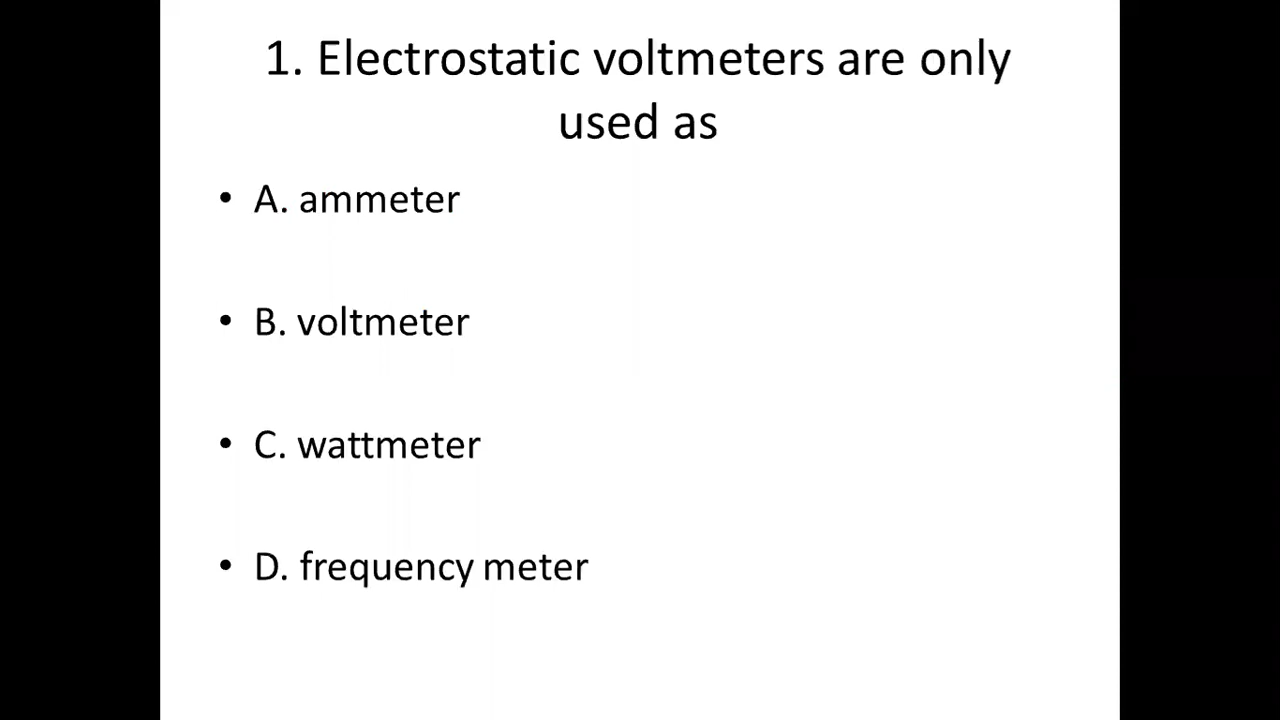 1. Electrostatic voltmeters are only
used as
• A. ammeter
• B. voltmeter
• C. wattmeter
• D. frequency meter